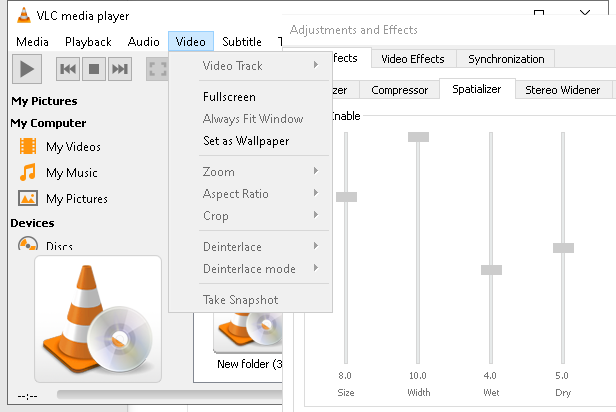 VLC media player
Media Playback Audio Video Subtitle T
Video Track
Fullscreen
Always Fit Window
Set as Wallpaper
Zoom
Aspect Ratio
Crop
Deinterlace
Deinterlace mode
Take Snapshot
My Pictures
My Computer
My Videos
My Music
My Pictures
Devices
Discs
New folder (3
--:--
Adjustments and Effects
ffects Video Effects Synchronization
zer Compressor Spatializer Stereo Widener
Enable
8.0 10.0 4.0 5.0
Size Width Wet Dry